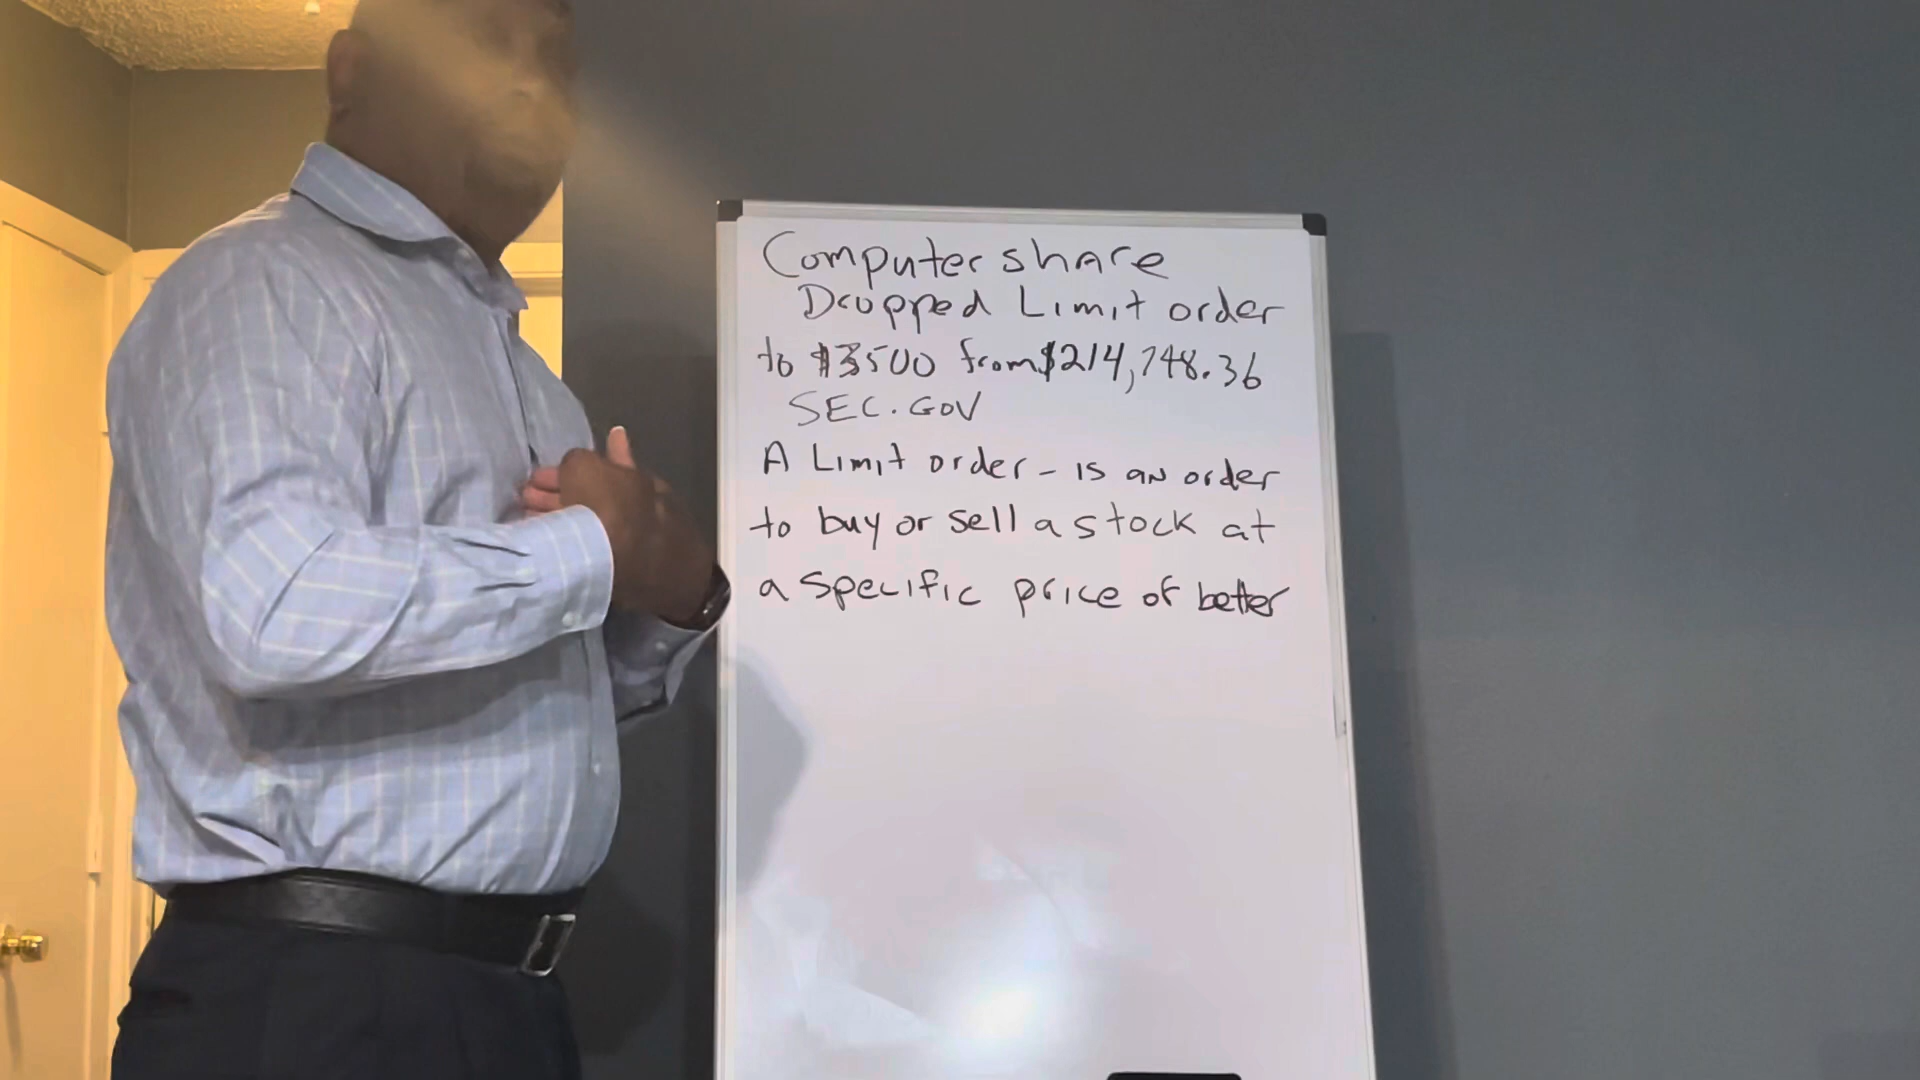 Computershare
Dropped Limit order
to $3500 from $214,748.36
SEC.GOV
A Limit order - is an order
to buy or sell a stock at
a specific price of better